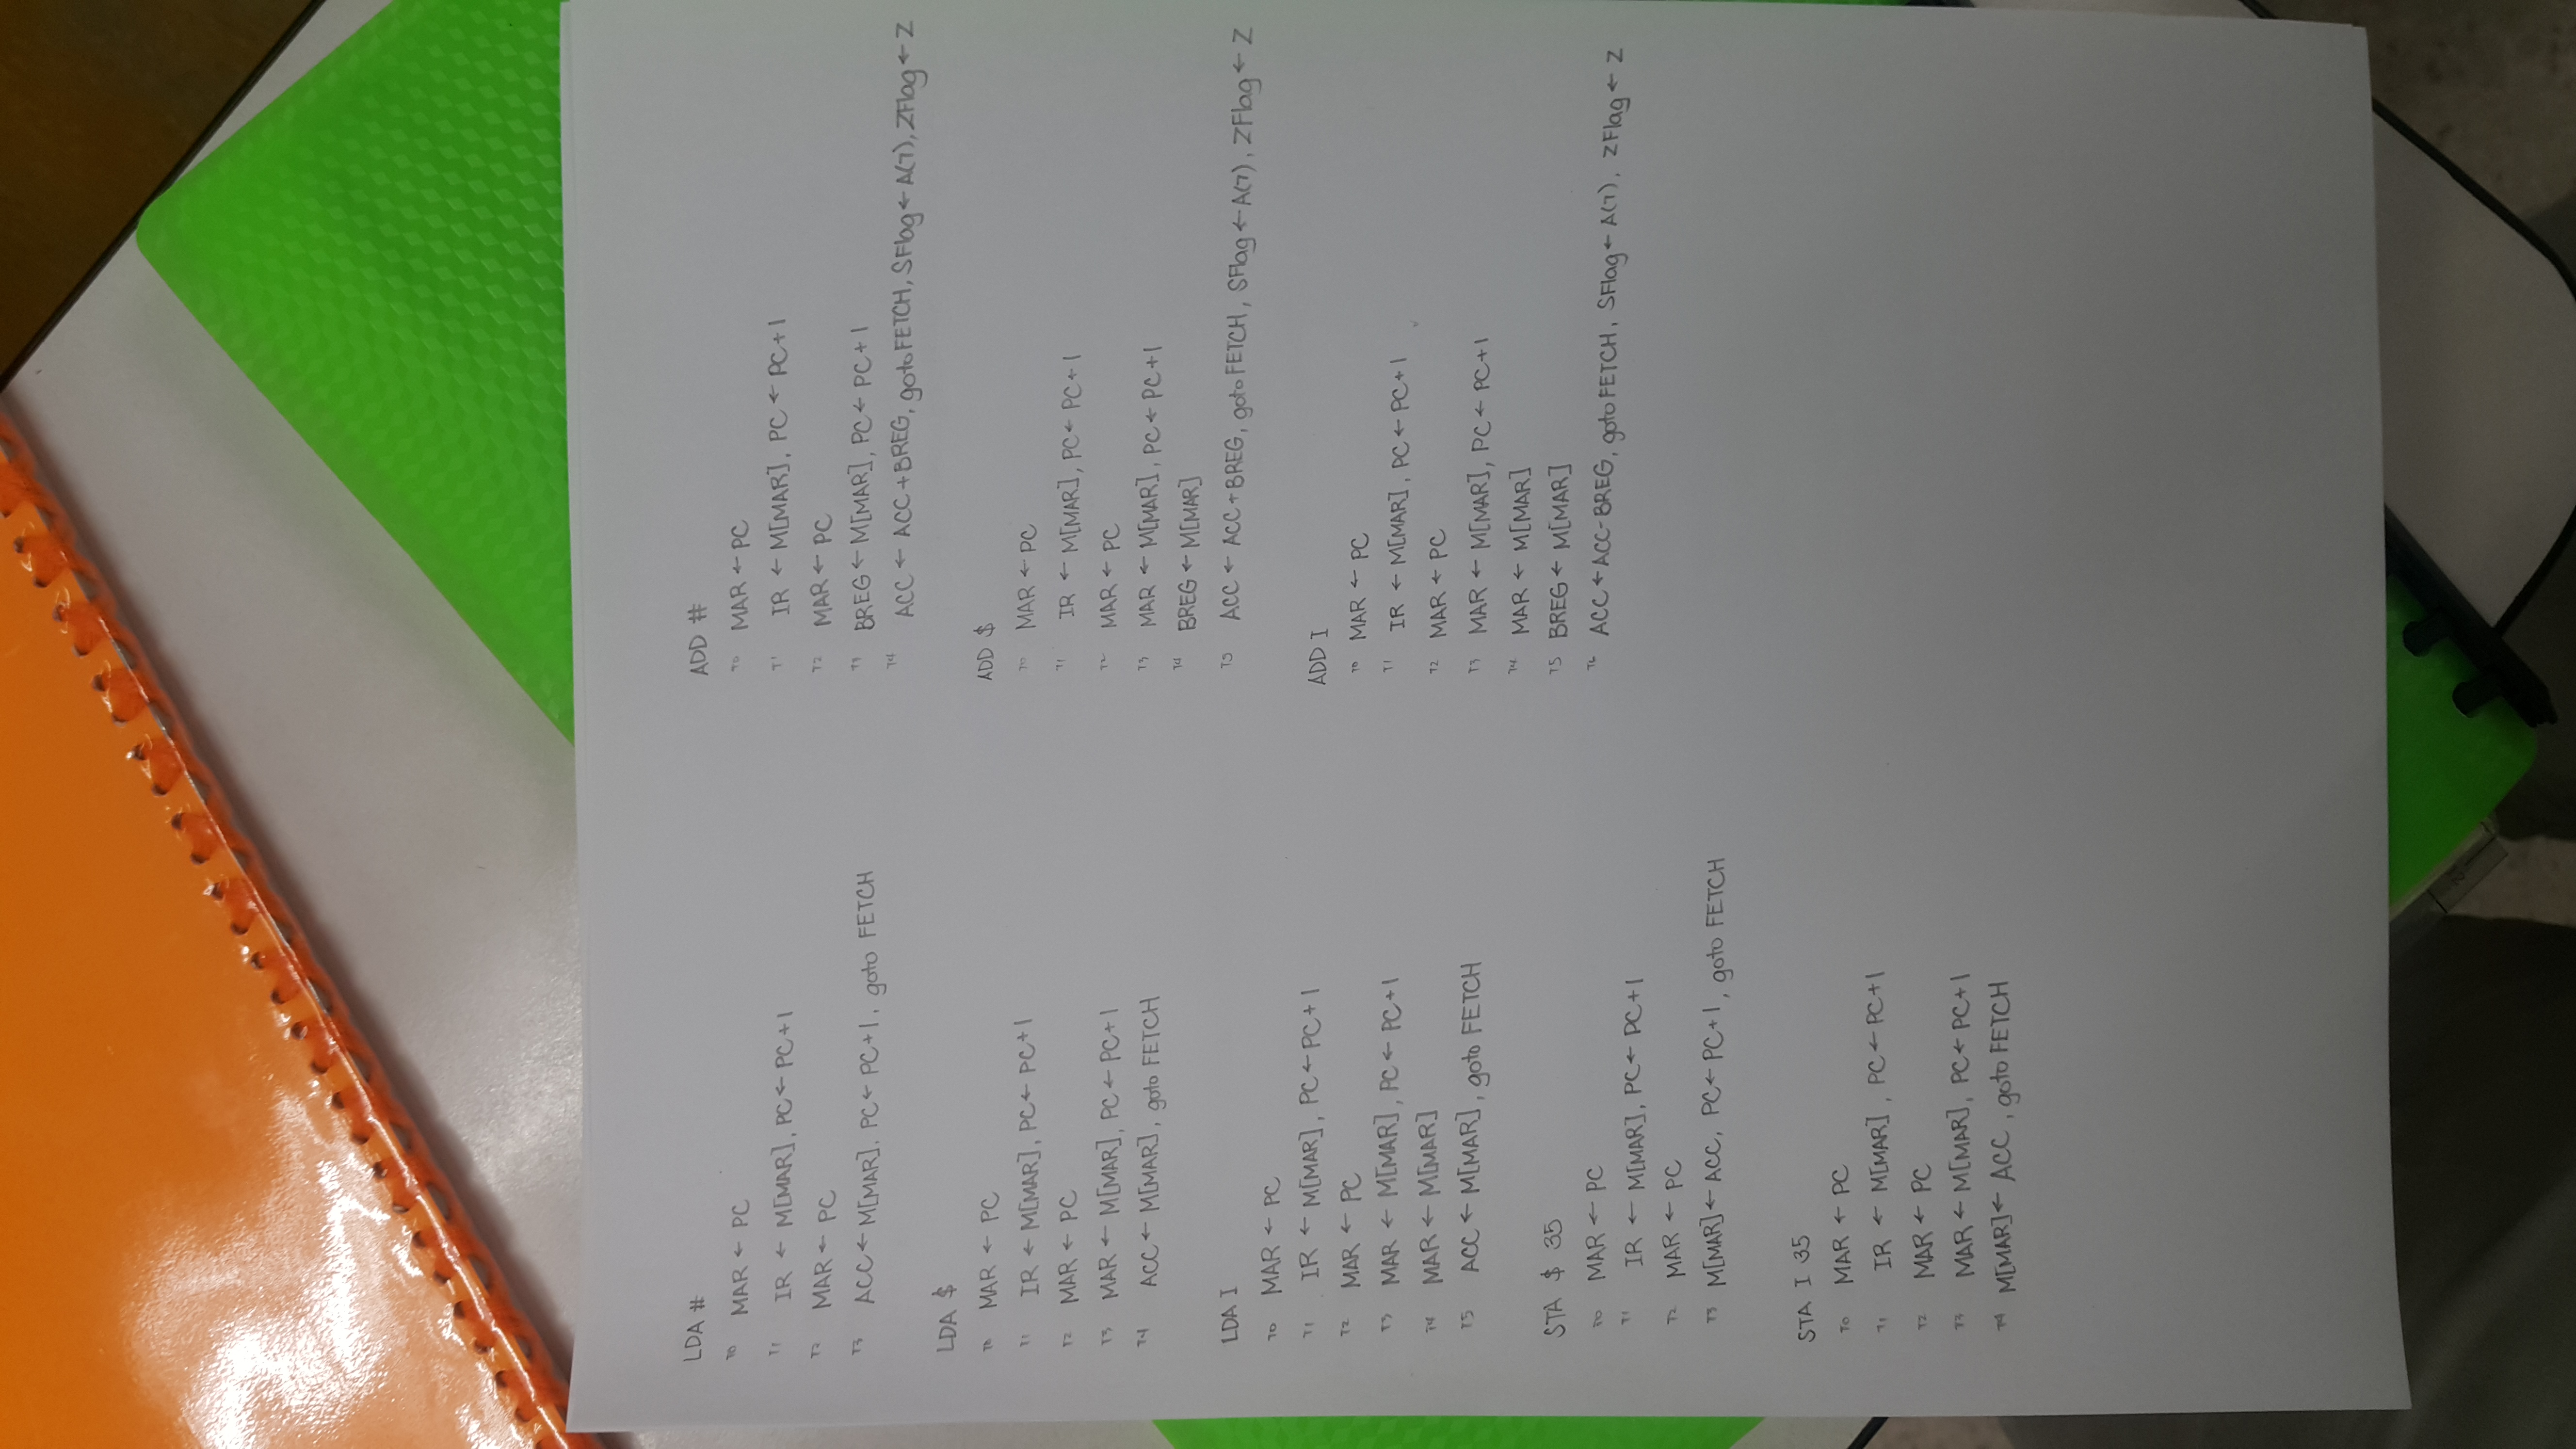 LDA #
T0 MAR ← PC
T1 IR ← M[MAR], PC ← PC+1
T2 MAR ← PC
T3 ACC ← M[MAR], PC ← PC+1, goto FETCH
LDA $
T0 MAR ← PC
T1 IR ← M[MAR], PC ← PC+1
T2 MAR ← PC
T3 MAR ← M[MAR], PC ← PC+1
T4 ACC ← M[MAR], goto FETCH
LDA I
T0 MAR ← PC
T1 IR ← M[MAR], PC ← PC+1
T2 MAR ← PC
T3 MAR ← M[MAR], PC ← PC+1
T4 MAR ← M[MAR]
T5 ACC ← M[MAR], goto FETCH
STA $ 35
T0 MAR ← PC
T1 IR ← M[MAR], PC ← PC+1
T2 MAR ← PC
T3 M[MAR] ← ACC, PC ← PC+1, goto FETCH
STA I 35
T0 MAR ← PC
T1 IR ← M[MAR], PC ← PC+1
T2 MAR ← PC
T3 MAR ← M[MAR], PC ← PC+1
T4 M[MAR] ← ACC, goto FETCH
ADD #
T0 MAR ← PC
T1 IR ← M[MAR], PC ← PC+1
T2 MAR ← PC
T3 BREG ← M[MAR], PC ← PC+1
T4 ACC ← ACC+BREG, goto FETCH, SFlag ← A(7), ZFlag ← Z
ADD $
T0 MAR ← PC
T1 IR ← M[MAR], PC ← PC+1
T2 MAR ← PC
T3 MAR ← M[MAR], PC ← PC+1
T4 BREG ← M[MAR]
T5 ACC ← ACC+BREG, goto FETCH, SFlag ← A(7), ZFlag ← Z
ADD I
T0 MAR ← PC
T1 IR ← M[MAR], PC ← PC+1
T2 MAR ← PC
T3 MAR ← M[MAR], PC ← PC+1
T4 MAR ← M[MAR]
T5 BREG ← M[MAR]
T6 ACC ← ACC-BREG, goto FETCH, SFlag ← A(7), ZFlag ← Z